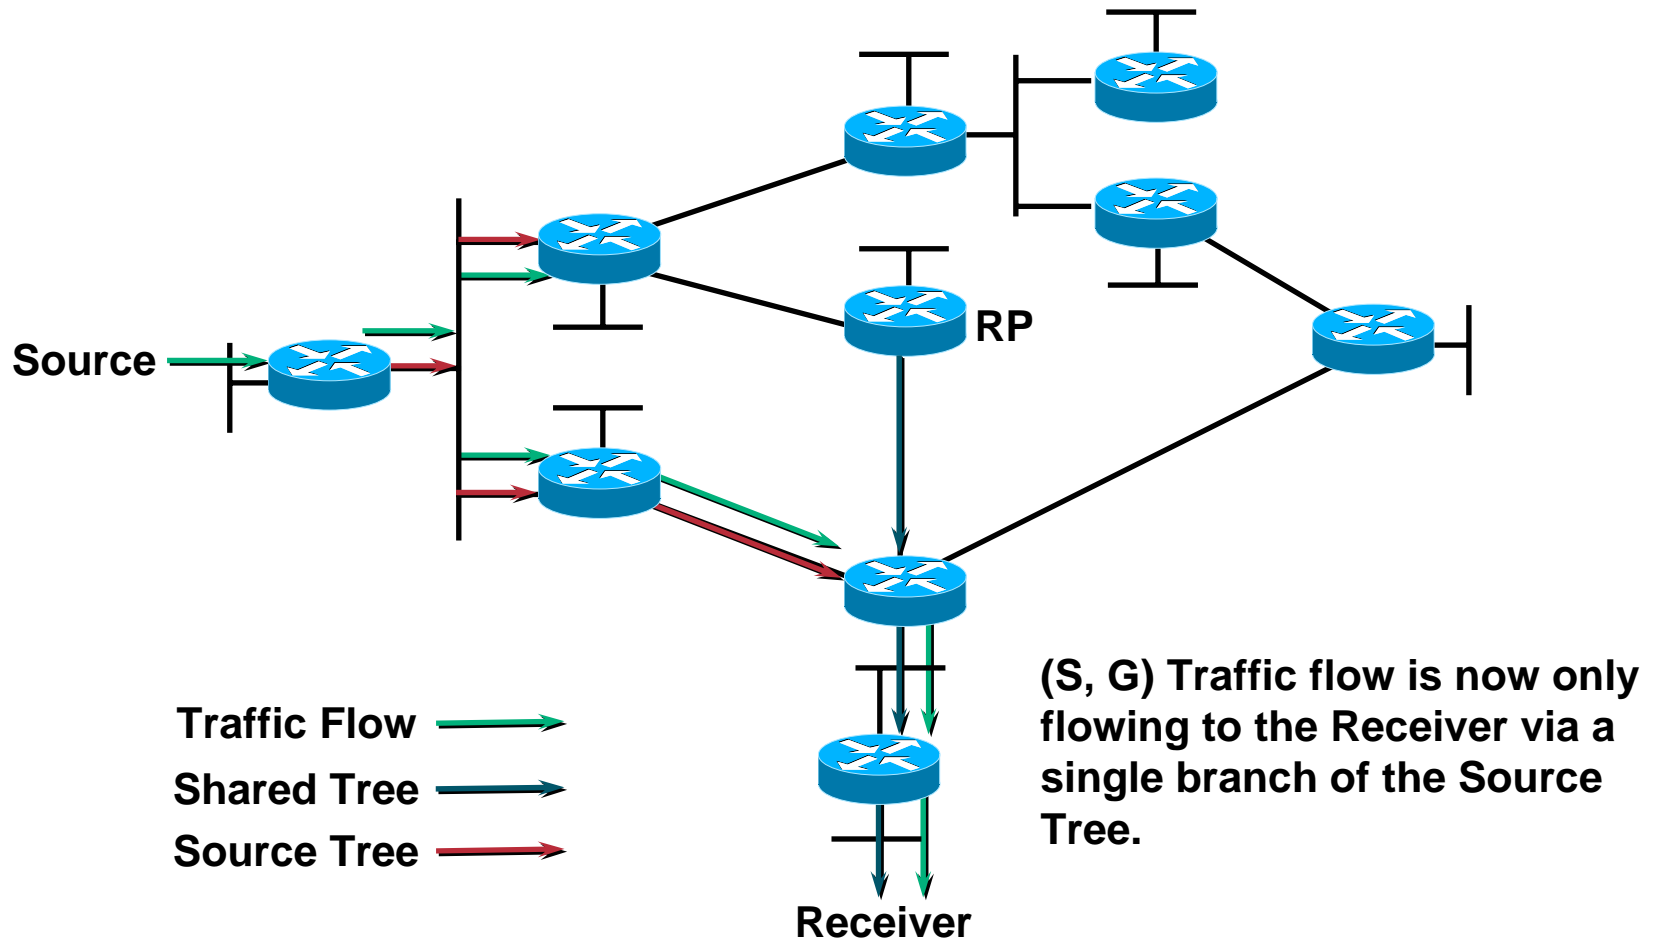 RP
Source
(S, G) Traffic flow is now only
flowing to the Receiver via a
single branch of the Source
Tree.
Traffic Flow
Shared Tree
Source Tree
Receiver